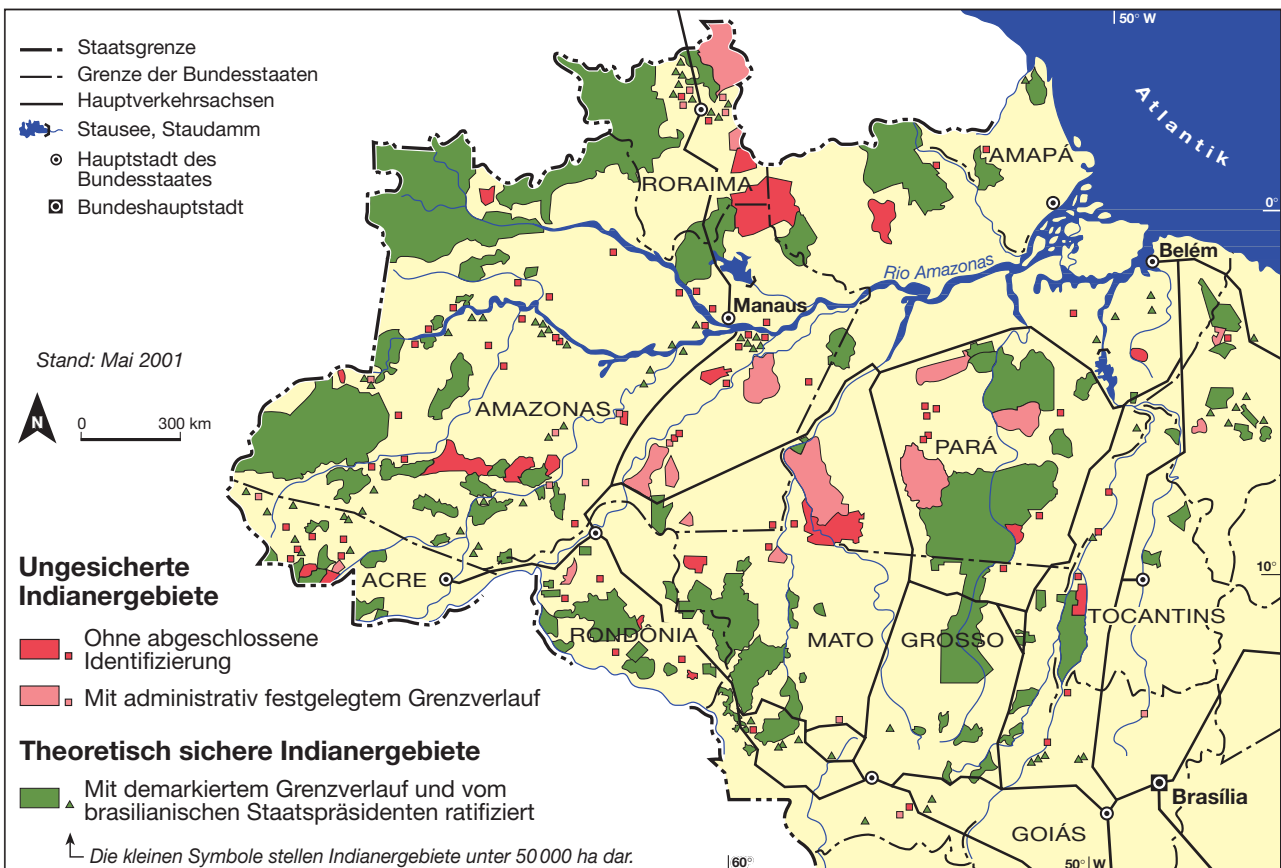 Staatsgrenze
Grenze der Bundesstaaten
Hauptverkehrsachsen
Stausee, Staudamm
Hauptstadt des
Bundesstaates
Bundeshauptstadt
Stand: Mai 2001
N
0 300 km
50° W
Atlantik
AMAPÁ
RORAIMA
0°
Belém
Rio Amazonas
Manaus
AMAZONAS
PARÁ
ACRE
10°
TOCANTINS
RONDÔNIA
MATO GROSSO
Brasília
GOIÁS
60°
50° W
Ungesicherte
Indianergebiete
Ohne abgeschlossene
Identifizierung
Mit administrativ festgelegtem Grenzverlauf
Theoretisch sichere Indianergebiete
Mit demarkiertem Grenzverlauf und vom
brasilianischen Staatspräsidenten ratifiziert
Die kleinen Symbole stellen Indianergebiete unter 50 000 ha dar.